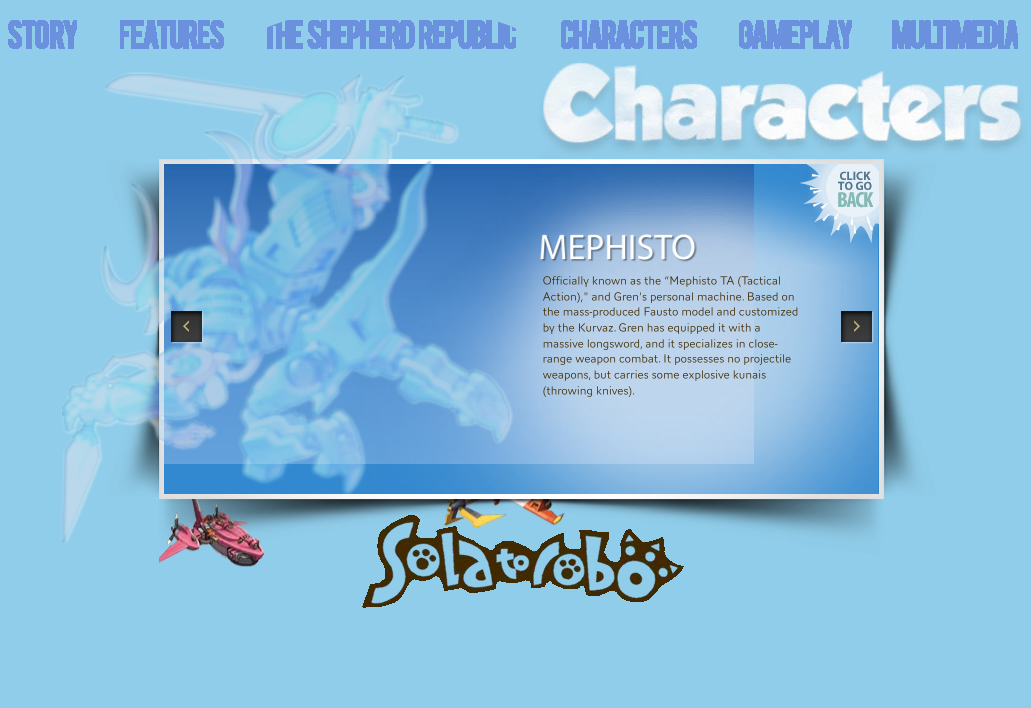 STORY FEATURES THE SHEPHERD REPUBLIC CHARACTERS GAMEPLAY MULTIMEDIA
Characters
CLICK
TO GO
BACK
MEPHISTO
Officially known as the “Mephisto TA (Tactical
Action),” and Gren's personal machine. Based on
the mass-produced Fausto model and customized
by the Kurvaz. Gren has equipped it with a
massive longsword, and it specializes in close-
range weapon combat. It possesses no projectile
weapons, but carries some explosive kunais
(throwing knives).
Solatorobo